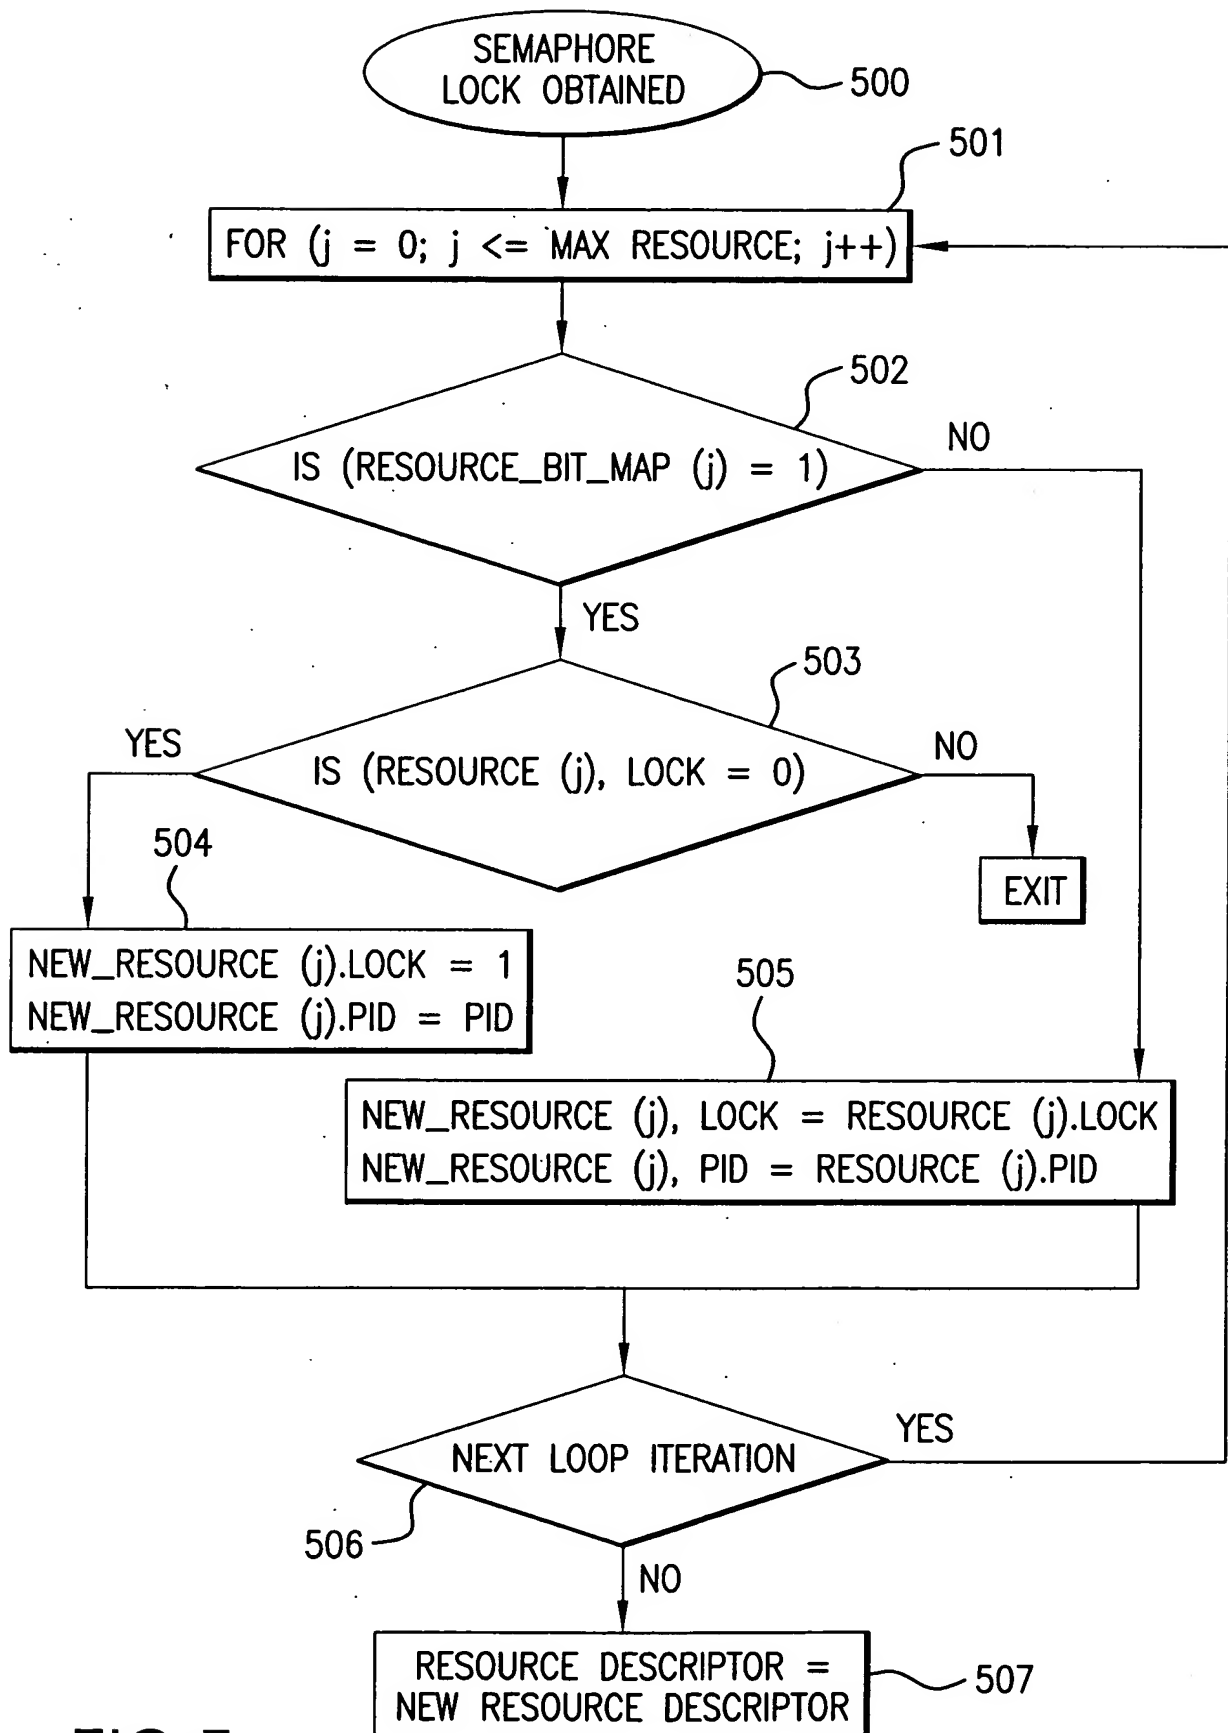 SEMAPHORE
LOCK OBTAINED
500
501
FOR (j = 0; j <= MAX RESOURCE; j++)
502
IS (RESOURCE_BIT_MAP (j) = 1)
NO
YES
503
YES
IS (RESOURCE (j), LOCK = 0)
NO
504
EXIT
NEW_RESOURCE (j).LOCK = 1
NEW_RESOURCE (j).PID = PID
505
NEW_RESOURCE (j), LOCK = RESOURCE (j).LOCK
NEW_RESOURCE (j), PID = RESOURCE (j).PID
NEXT LOOP ITERATION
YES
506
NO
RESOURCE DESCRIPTOR =
NEW RESOURCE DESCRIPTOR
507